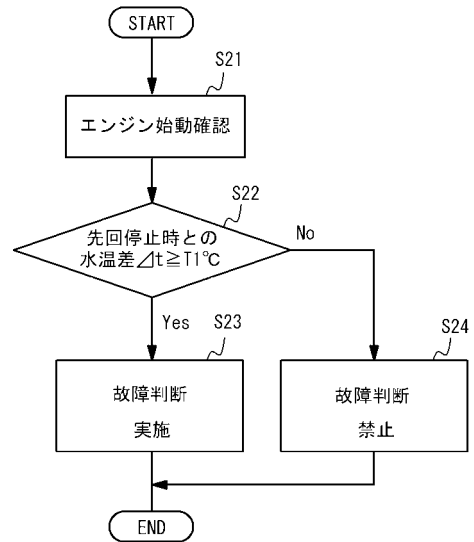 START
S21
エンジン始動確認
S22
先回停止時との
水温差⊿t≧T1℃
No
Yes
S23
故障判断
実施
S24
故障判断
禁止
END